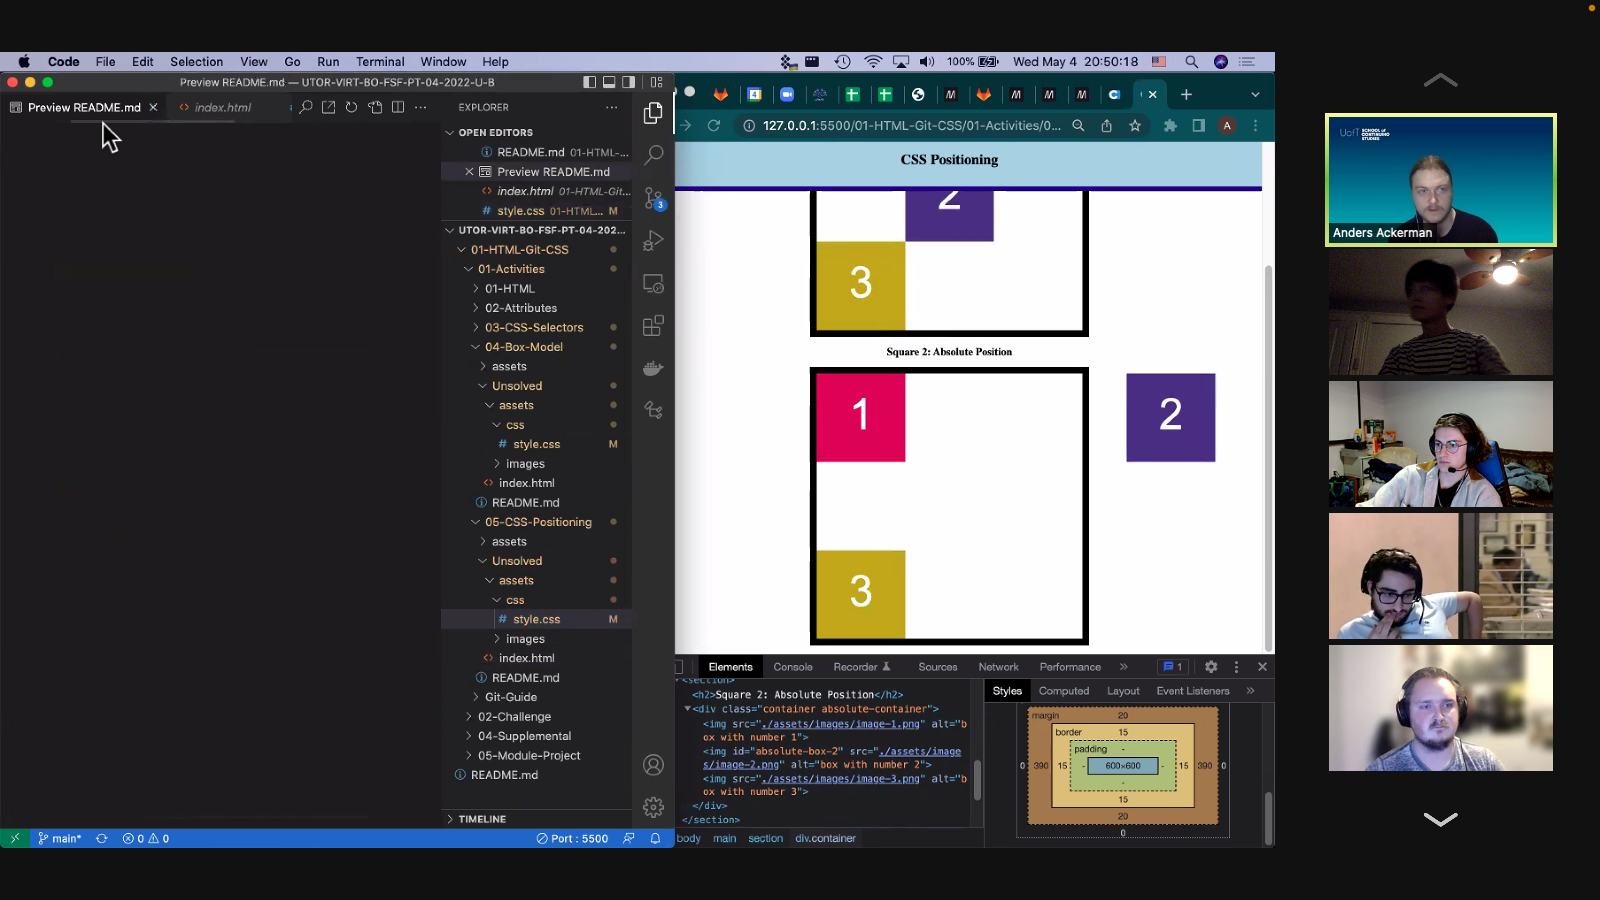 Code File Edit Selection View Go Run Terminal Window Help
100% Wed May 4 20:50:18
Preview README.md — UTOR-VIRT-BO-FSF-PT-04-2022-U-B
Preview README.md
index.html
EXPLORER
OPEN EDITORS
README.md 01-HTML-...
Preview README.md
index.html 01-HTML-Git...
style.css 01-HTML... M
UTOR-VIRT-BO-FSF-PT-04-202...
01-HTML-Git-CSS
01-Activities
01-HTML
02-Attributes
03-CSS-Selectors
04-Box-Model
assets
Unsolved
assets
css
style.css M
images
index.html
README.md
05-CSS-Positioning
assets
Unsolved
assets
css
style.css M
images
index.html
README.md
Git-Guide
02-Challenge
04-Supplemental
05-Module-Project
README.md
TIMELINE
3
main* 0 0 Port : 5500
127.0.0.1:5500/01-HTML-Git-CSS/01-Activities/0...
A
CSS Positioning
2
3
Square 2: Absolute Position
1
2
3
Elements Console Recorder Sources Network Performance » 1
<section>
<h2>Square 2: Absolute Position</h2>
<div class="container absolute-container">
<img src="./assets/images/image-1.png" alt="b
ox with number 1">
<img id="absolute-box-2" src="./assets/image
s/image-2.png" alt="box with number 2">
<img src="./assets/images/image-3.png" alt="b
ox with number 3">
</div>
</section>
body main section div.container
Styles Computed Layout Event Listeners »
margin 20
border 15
padding -
0 390 15 - 600×600 - 15 390 0
-
15
20
0
UofT SCHOOL of CONTINUING STUDIES
Anders Ackerman